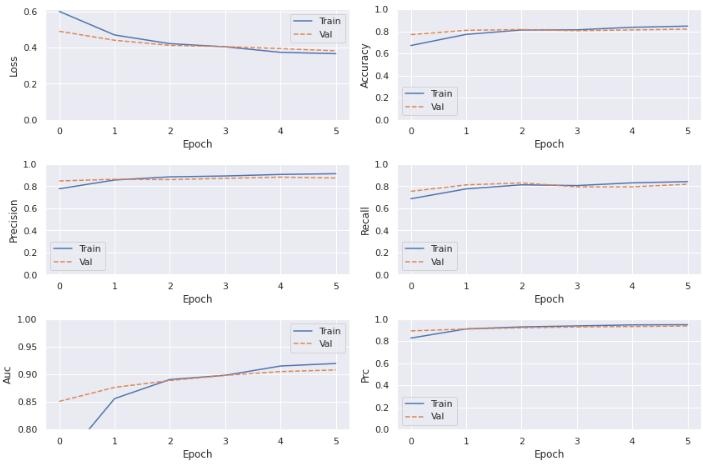 0.6
0.4
0.2
0.0
Loss
Train
Val
0 1 2 3 4 5
Epoch
1.0
0.8
0.6
0.4
0.2
0.0
Accuracy
Train
Val
0 1 2 3 4 5
Epoch
1.0
0.8
0.6
0.4
0.2
0.0
Precision
Train
Val
0 1 2 3 4 5
Epoch
1.0
0.8
0.6
0.4
0.2
0.0
Recall
Train
Val
0 1 2 3 4 5
Epoch
1.00
0.95
0.90
0.85
0.80
Auc
Train
Val
0 1 2 3 4 5
Epoch
1.0
0.8
0.6
0.4
0.2
0.0
Prc
Train
Val
0 1 2 3 4 5
Epoch